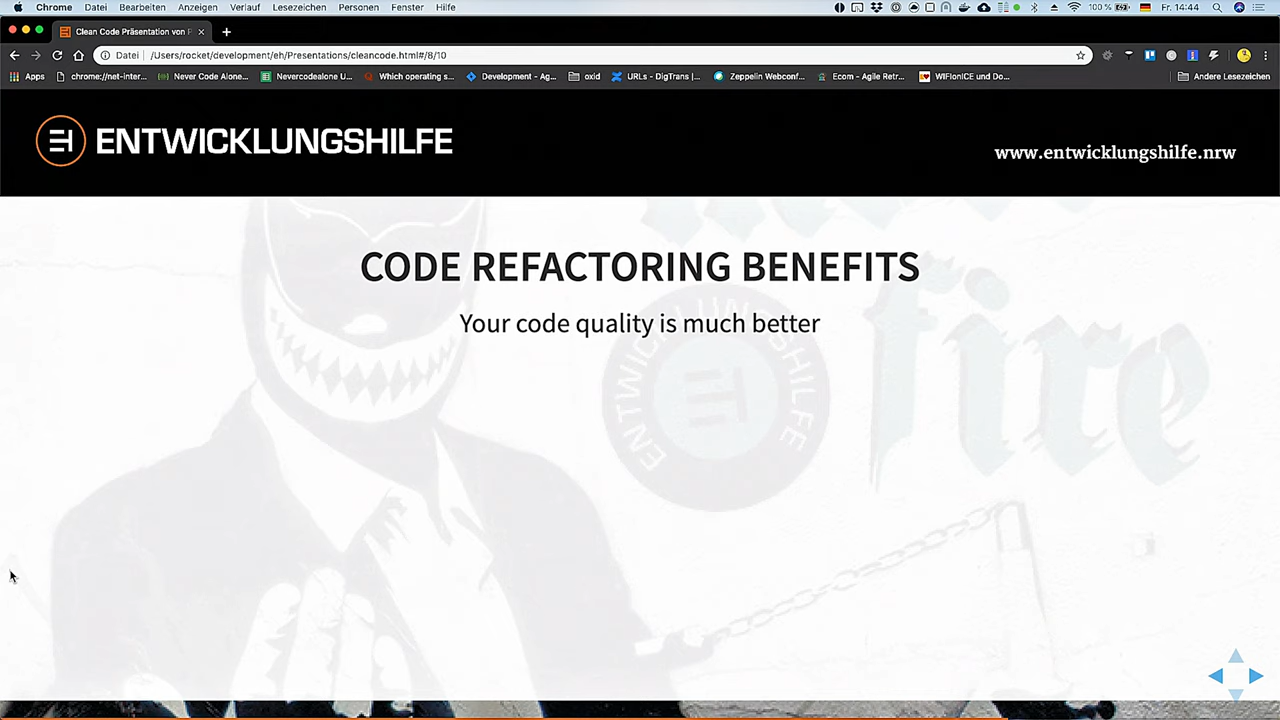 Chrome Datei Bearbeiten Anzeigen Verlauf Lesezeichen Personen Fenster Hilfe 100 % Fr. 14:44
Clean Code Präsentation von P
Datei /Users/rocket/development/eh/Presentations/cleancode.html#/8/10
Apps chrome://net-inter... Never Code Alone... Nevercodealone U... Which operating s... Development - Ag... oxid URLs - DigTrans |... Zeppelin Webconf... Ecom - Agile Retr... WIFIonICE und Do... Andere Lesezeichen
ENTWICKLUNGSHILFE
www.entwicklungshilfe.nrw
CODE REFACTORING BENEFITS
Your code quality is much better
ENTWICKLUNGSHILFE
fire